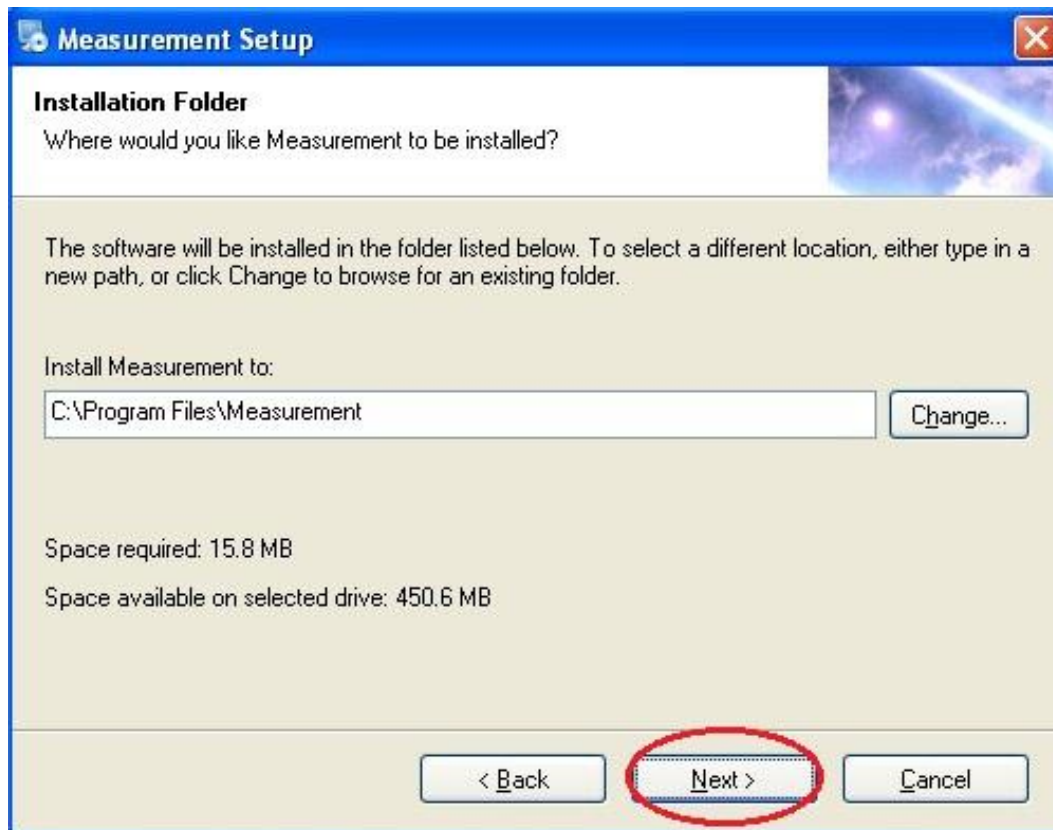 Measurement Setup
Installation Folder
Where would you like Measurement to be installed?
The software will be installed in the folder listed below. To select a different location, either type in a
new path, or click Change to browse for an existing folder.
Install Measurement to:
C:\Program Files\Measurement
Change...
Space required: 15.8 MB
Space available on selected drive: 450.6 MB
< Back
Next >
Cancel